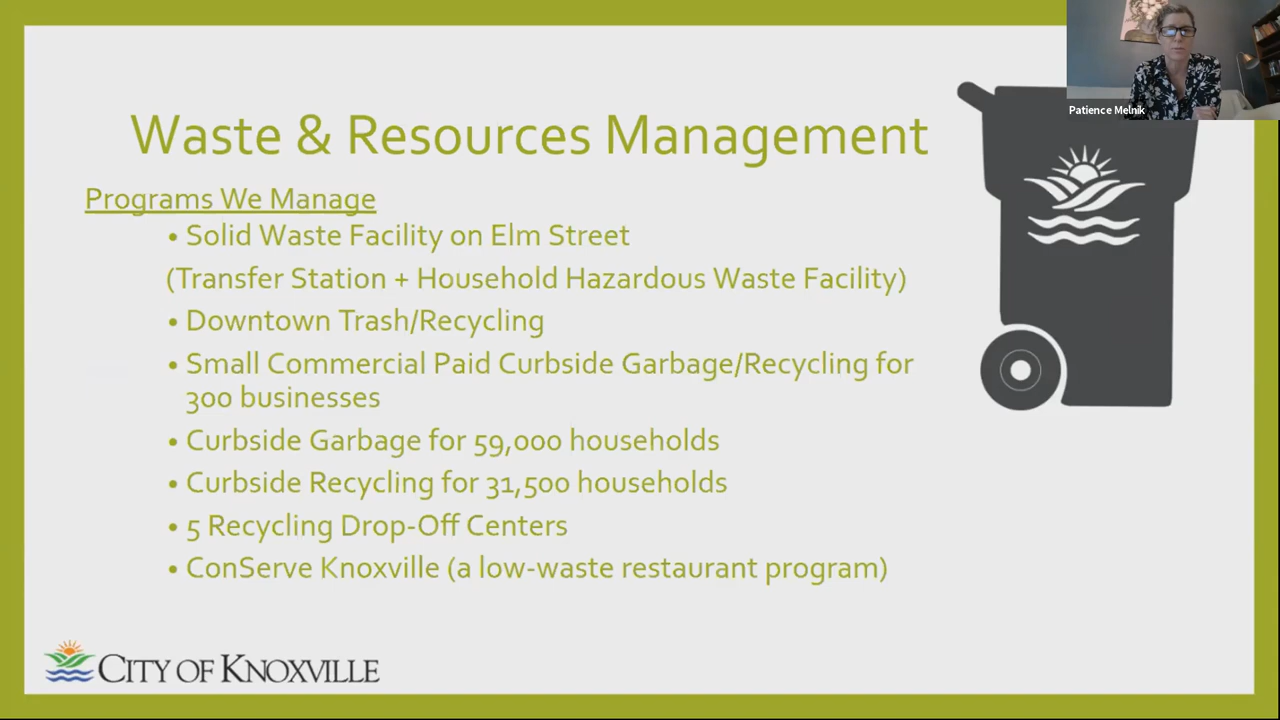 Patience Melnik
Waste & Resources Management
Programs We Manage
• Solid Waste Facility on Elm Street
(Transfer Station + Household Hazardous Waste Facility)
• Downtown Trash/Recycling
• Small Commercial Paid Curbside Garbage/Recycling for
300 businesses
• Curbside Garbage for 59,000 households
• Curbside Recycling for 31,500 households
• 5 Recycling Drop-Off Centers
• ConServe Knoxville (a low-waste restaurant program)
CITY OF KNOXVILLE